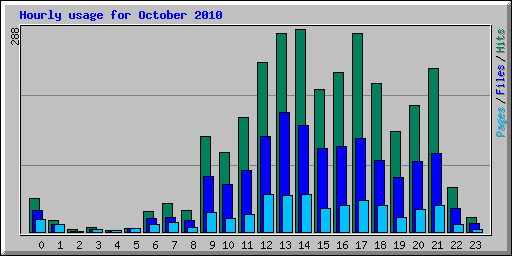 Hourly usage for October 2010
288
Pages / Files / Hits
0 1 2 3 4 5 6 7 8 9 10 11 12 13 14 15 16 17 18 19 20 21 22 23